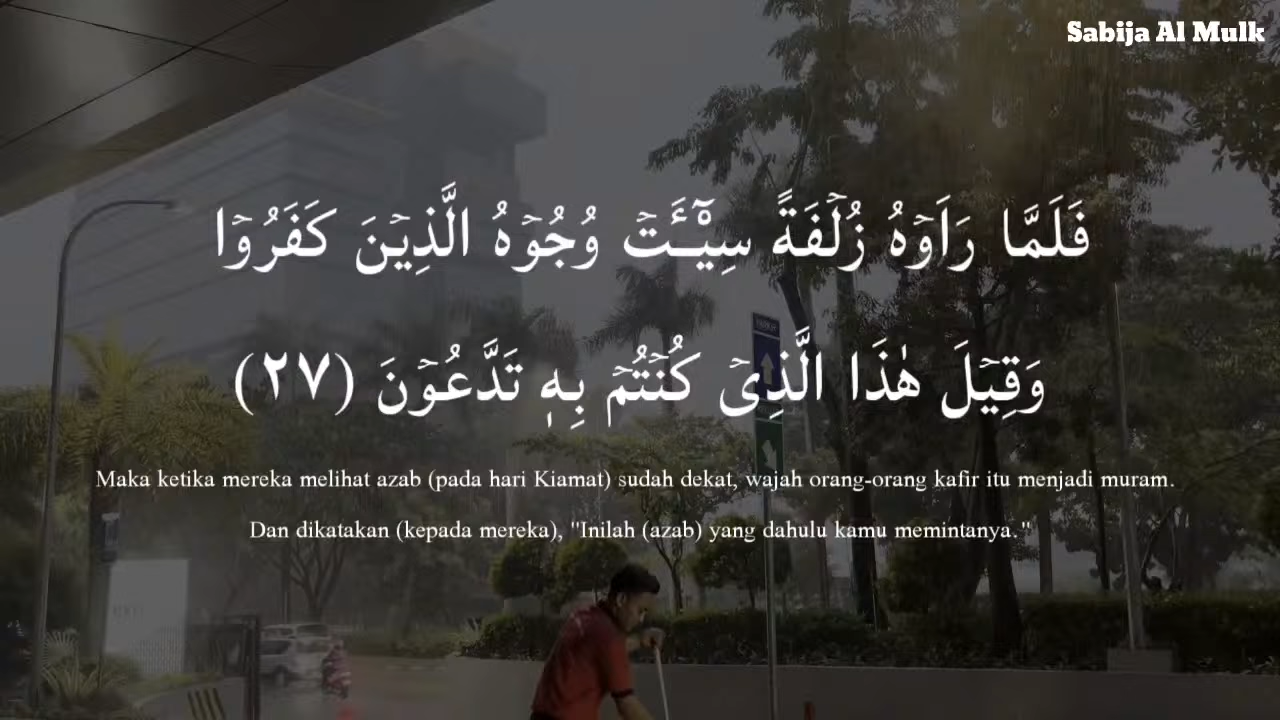 Sabija Al Mulk
فَلَمَّا رَاَوْهُ زُلْفَةً سِيْٓـَٔتْ وُجُوْهُ الَّذِيْنَ كَفَرُوْا
وَقِيْلَ هٰذَا الَّذِيْ كُنْتُمْ بِهٖ تَدَّعُوْنَ (٢٧)
Maka ketika mereka melihat azab (pada hari Kiamat) sudah dekat, wajah orang-orang kafir itu menjadi muram.
Dan dikatakan (kepada mereka), "Inilah (azab) yang dahulu kamu memintanya."